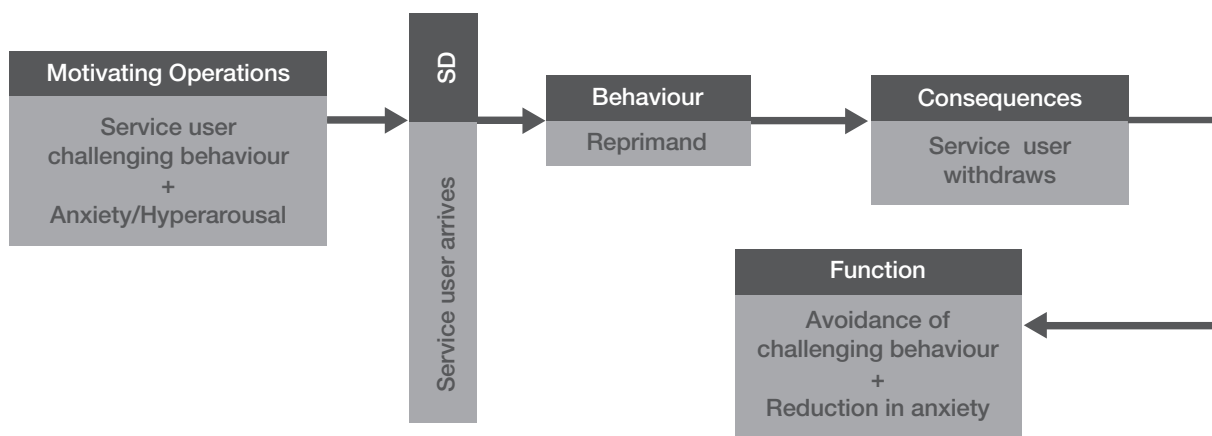 Motivating Operations
Service user
challenging behaviour
+
Anxiety/Hyperarousal
SD
Service user arrives
Behaviour
Reprimand
Consequences
Service user
withdraws
Function
Avoidance of
challenging behaviour
+
Reduction in anxiety